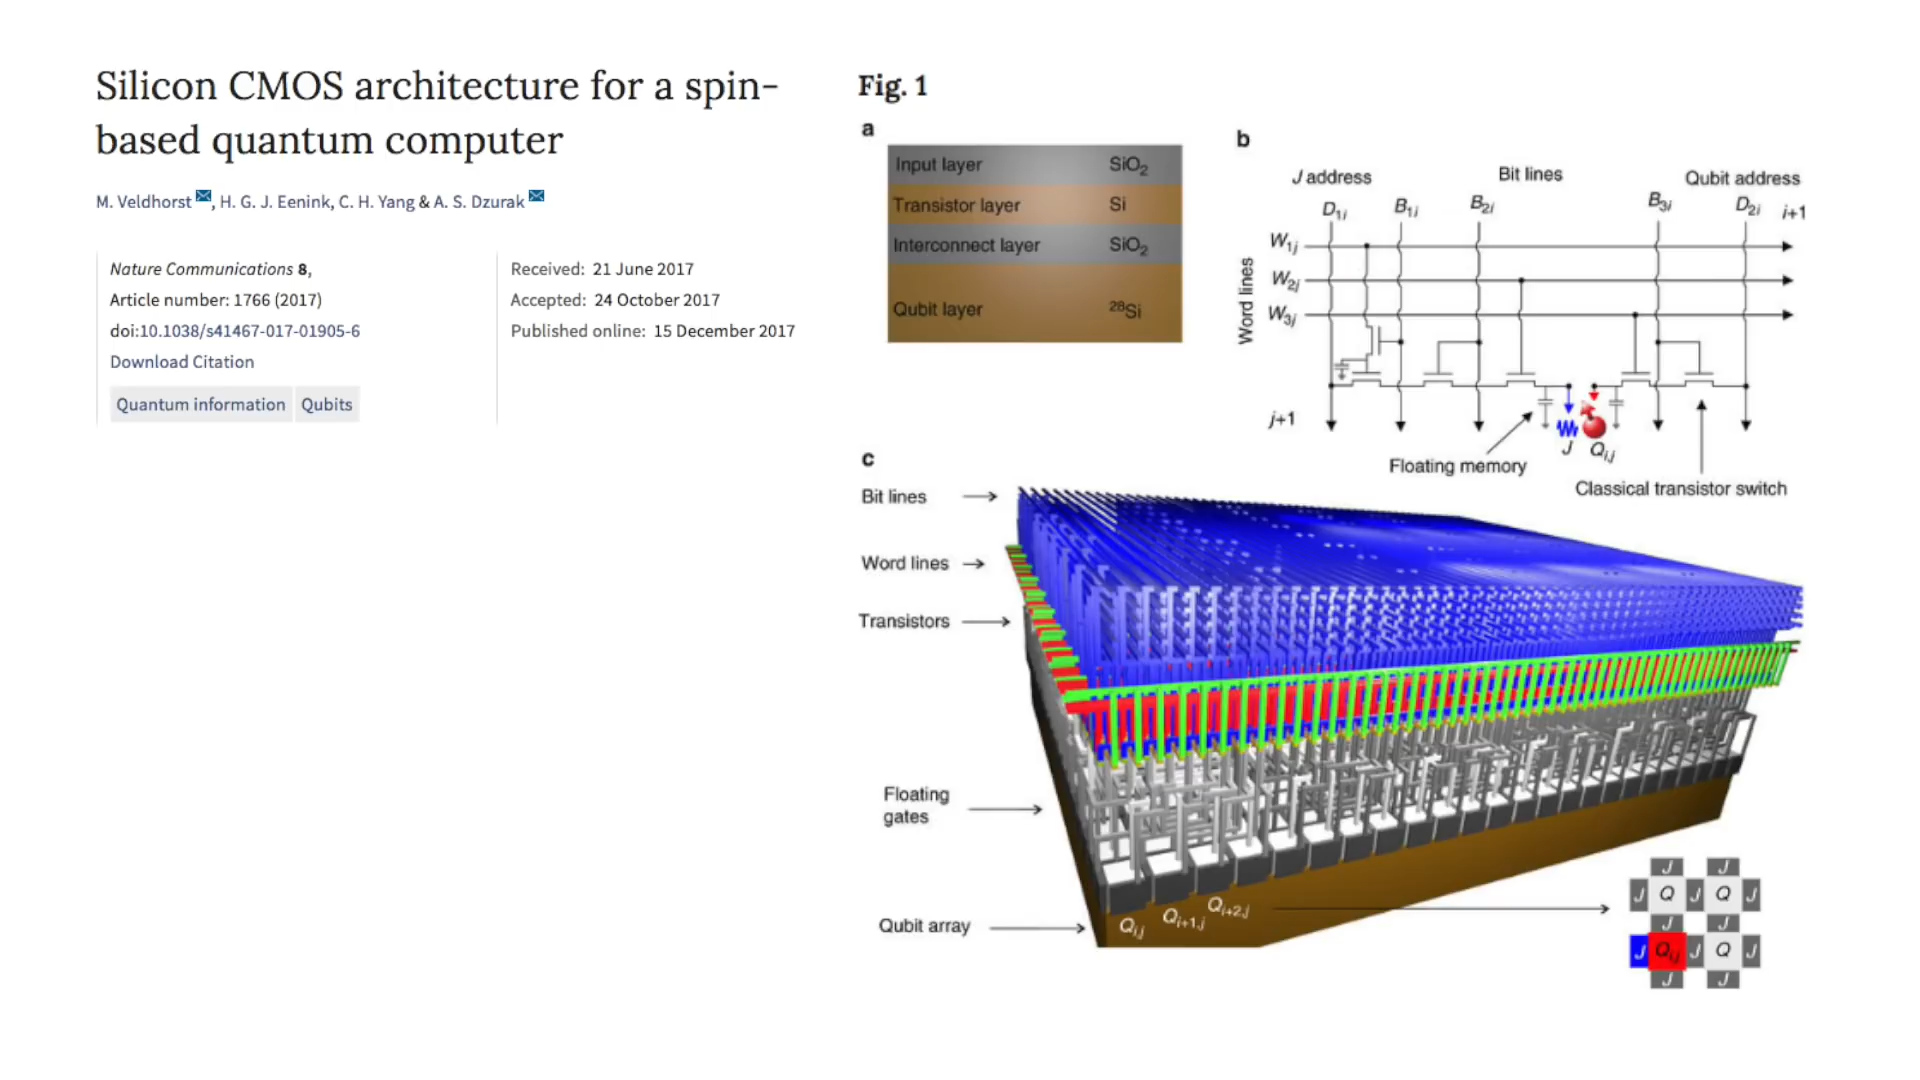 Silicon CMOS architecture for a spin-
based quantum computer
M. Veldhorst, H. G. J. Eenink, C. H. Yang & A. S. Dzurak
Nature Communications 8,
Article number: 1766 (2017)
doi:10.1038/s41467-017-01905-6
Download Citation
Quantum information Qubits
Received: 21 June 2017
Accepted: 24 October 2017
Published online: 15 December 2017
Fig. 1
a
Input layer SiO2
Transistor layer Si
Interconnect layer SiO2
Qubit layer 28Si
b
J address Bit lines Qubit address
D1i B1i B2i B3i D2i i+1
Word lines
W1j
W2j
W3j
j+1
J Qi,j
Floating memory
Classical transistor switch
c
Bit lines
Word lines
Transistors
Floating
gates
Qubit array
Qi,j Qi+1,j Qi+2,j
J J
J Q J Q J
J J
J Qi,j J Q J
J J